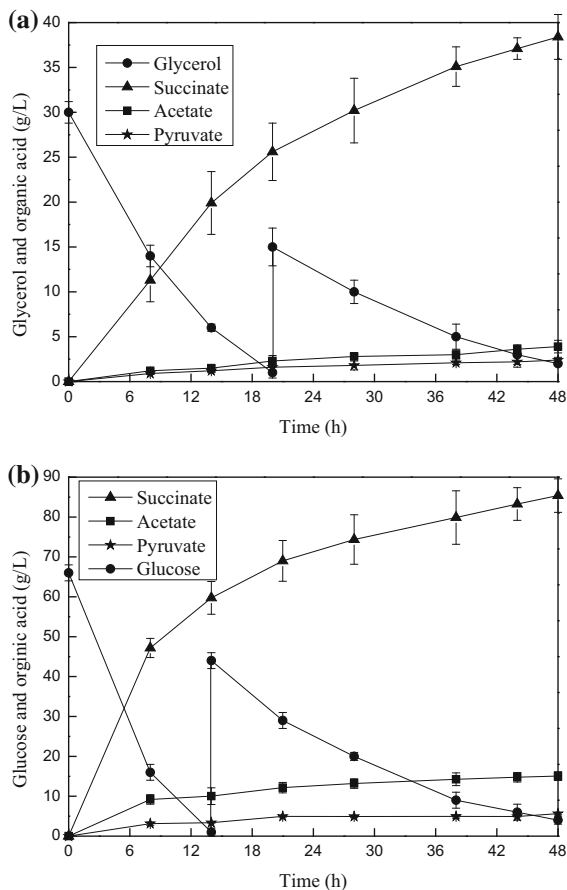 (a)
40
35
30
25
20
15
10
5
0
Glycerol
Succinate
Acetate
Pyruvate
Glycerol and organic acid (g/L)
0 6 12 18 24 30 36 42 48
Time (h)
(b)
90
80
70
60
50
40
30
20
10
0
Succinate
Acetate
Pyruvate
Glucose
Glucose and orginic acid (g/L)
0 6 12 18 24 30 36 42 48
Time (h)